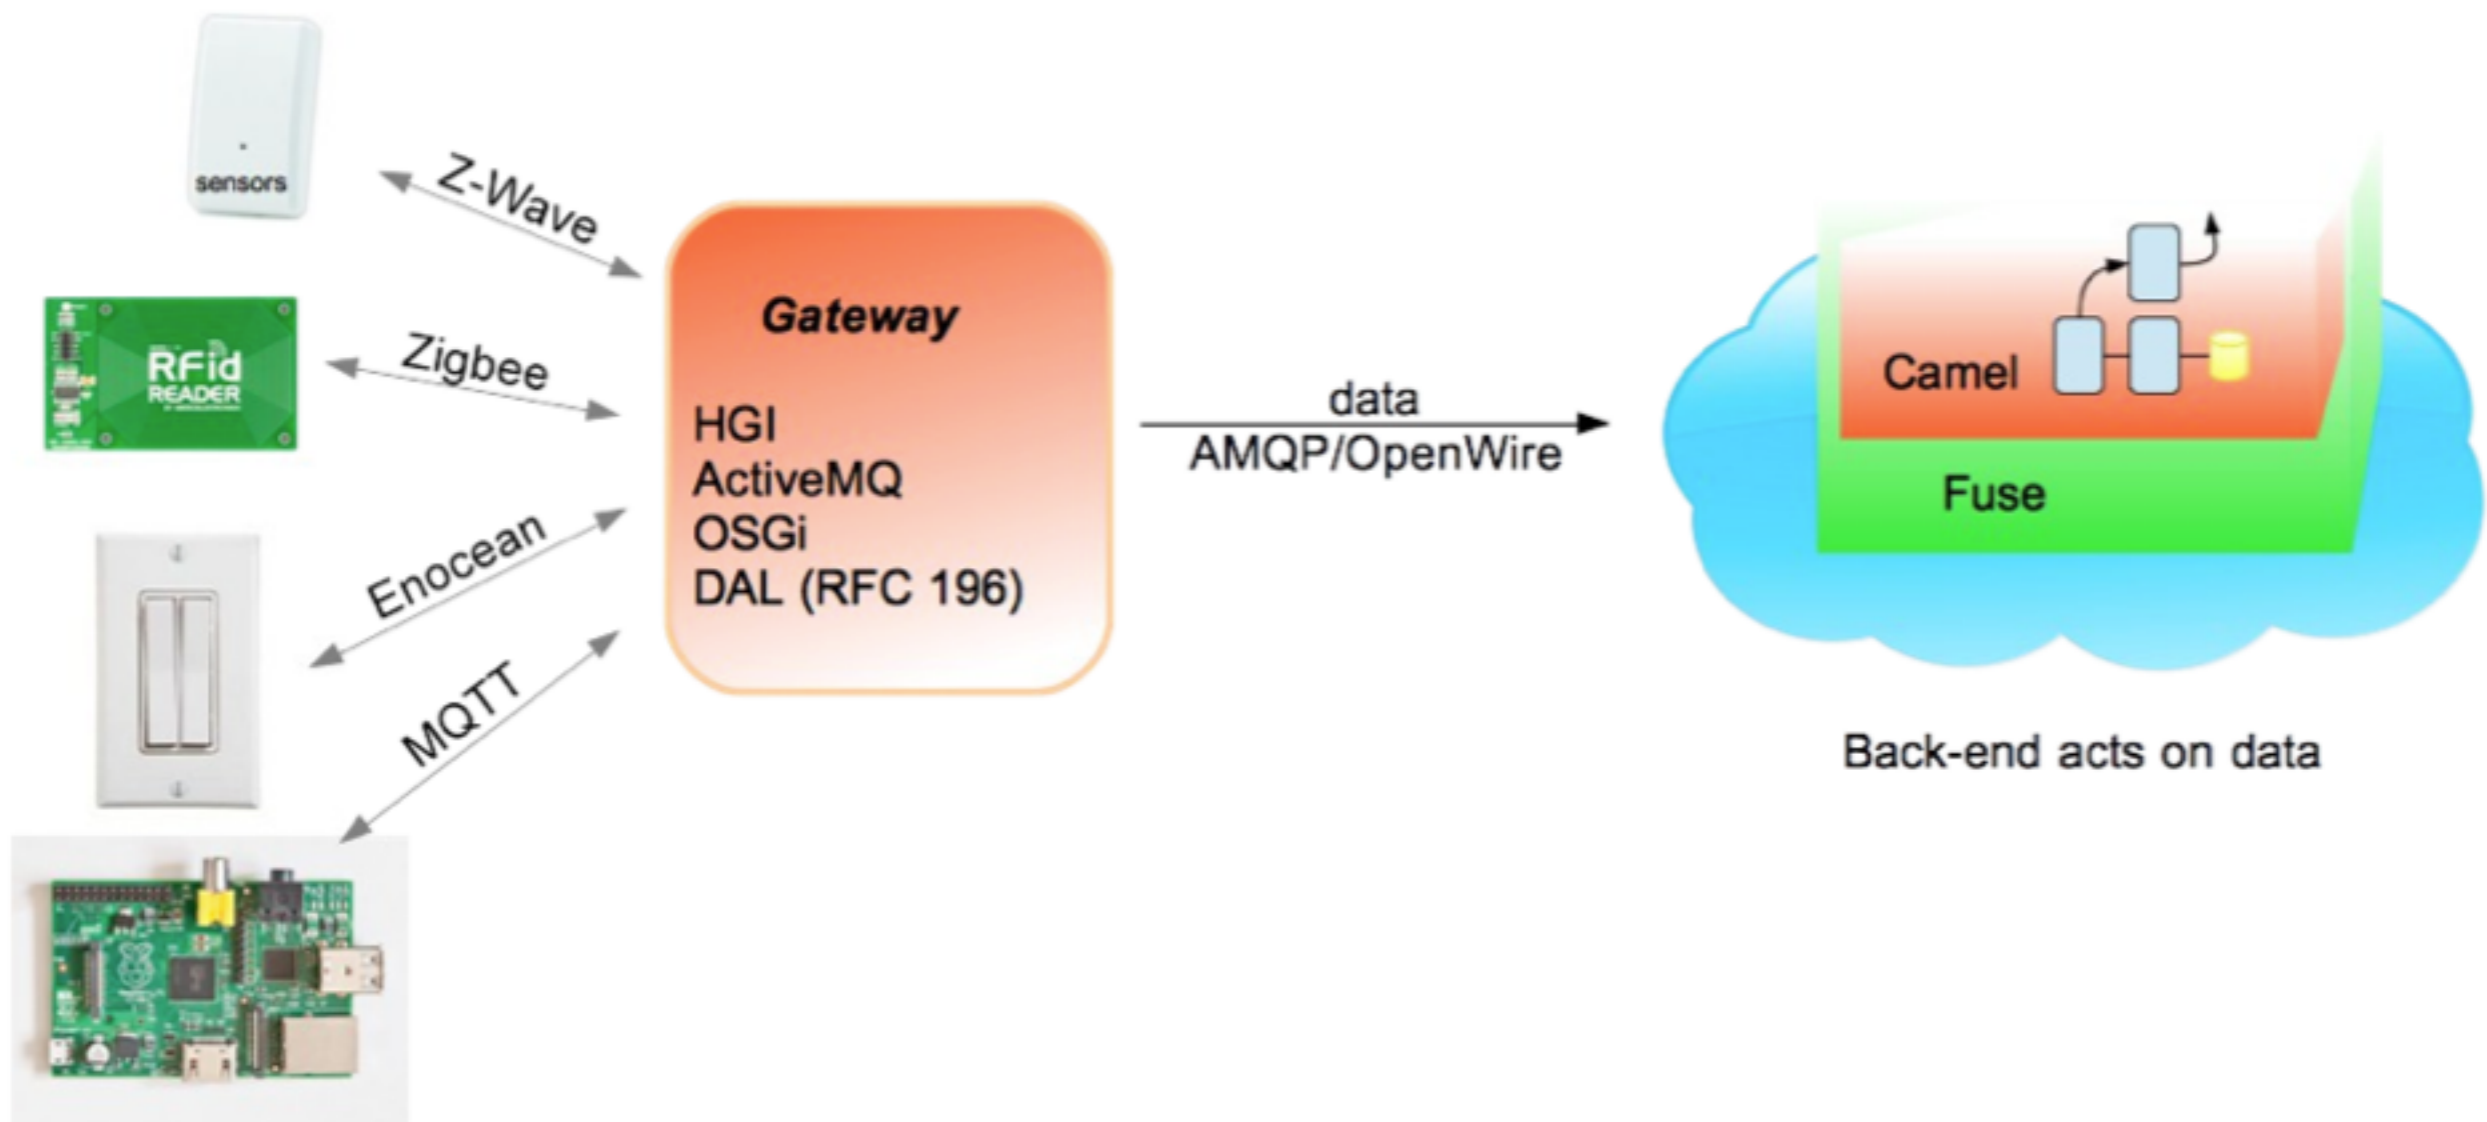 sensors
Z-Wave
RFid
READER
Zigbee
Enocean
MQTT
Gateway
HGI
ActiveMQ
OSGi
DAL (RFC 196)
data
AMQP/OpenWire
Camel
Fuse
Back-end acts on data